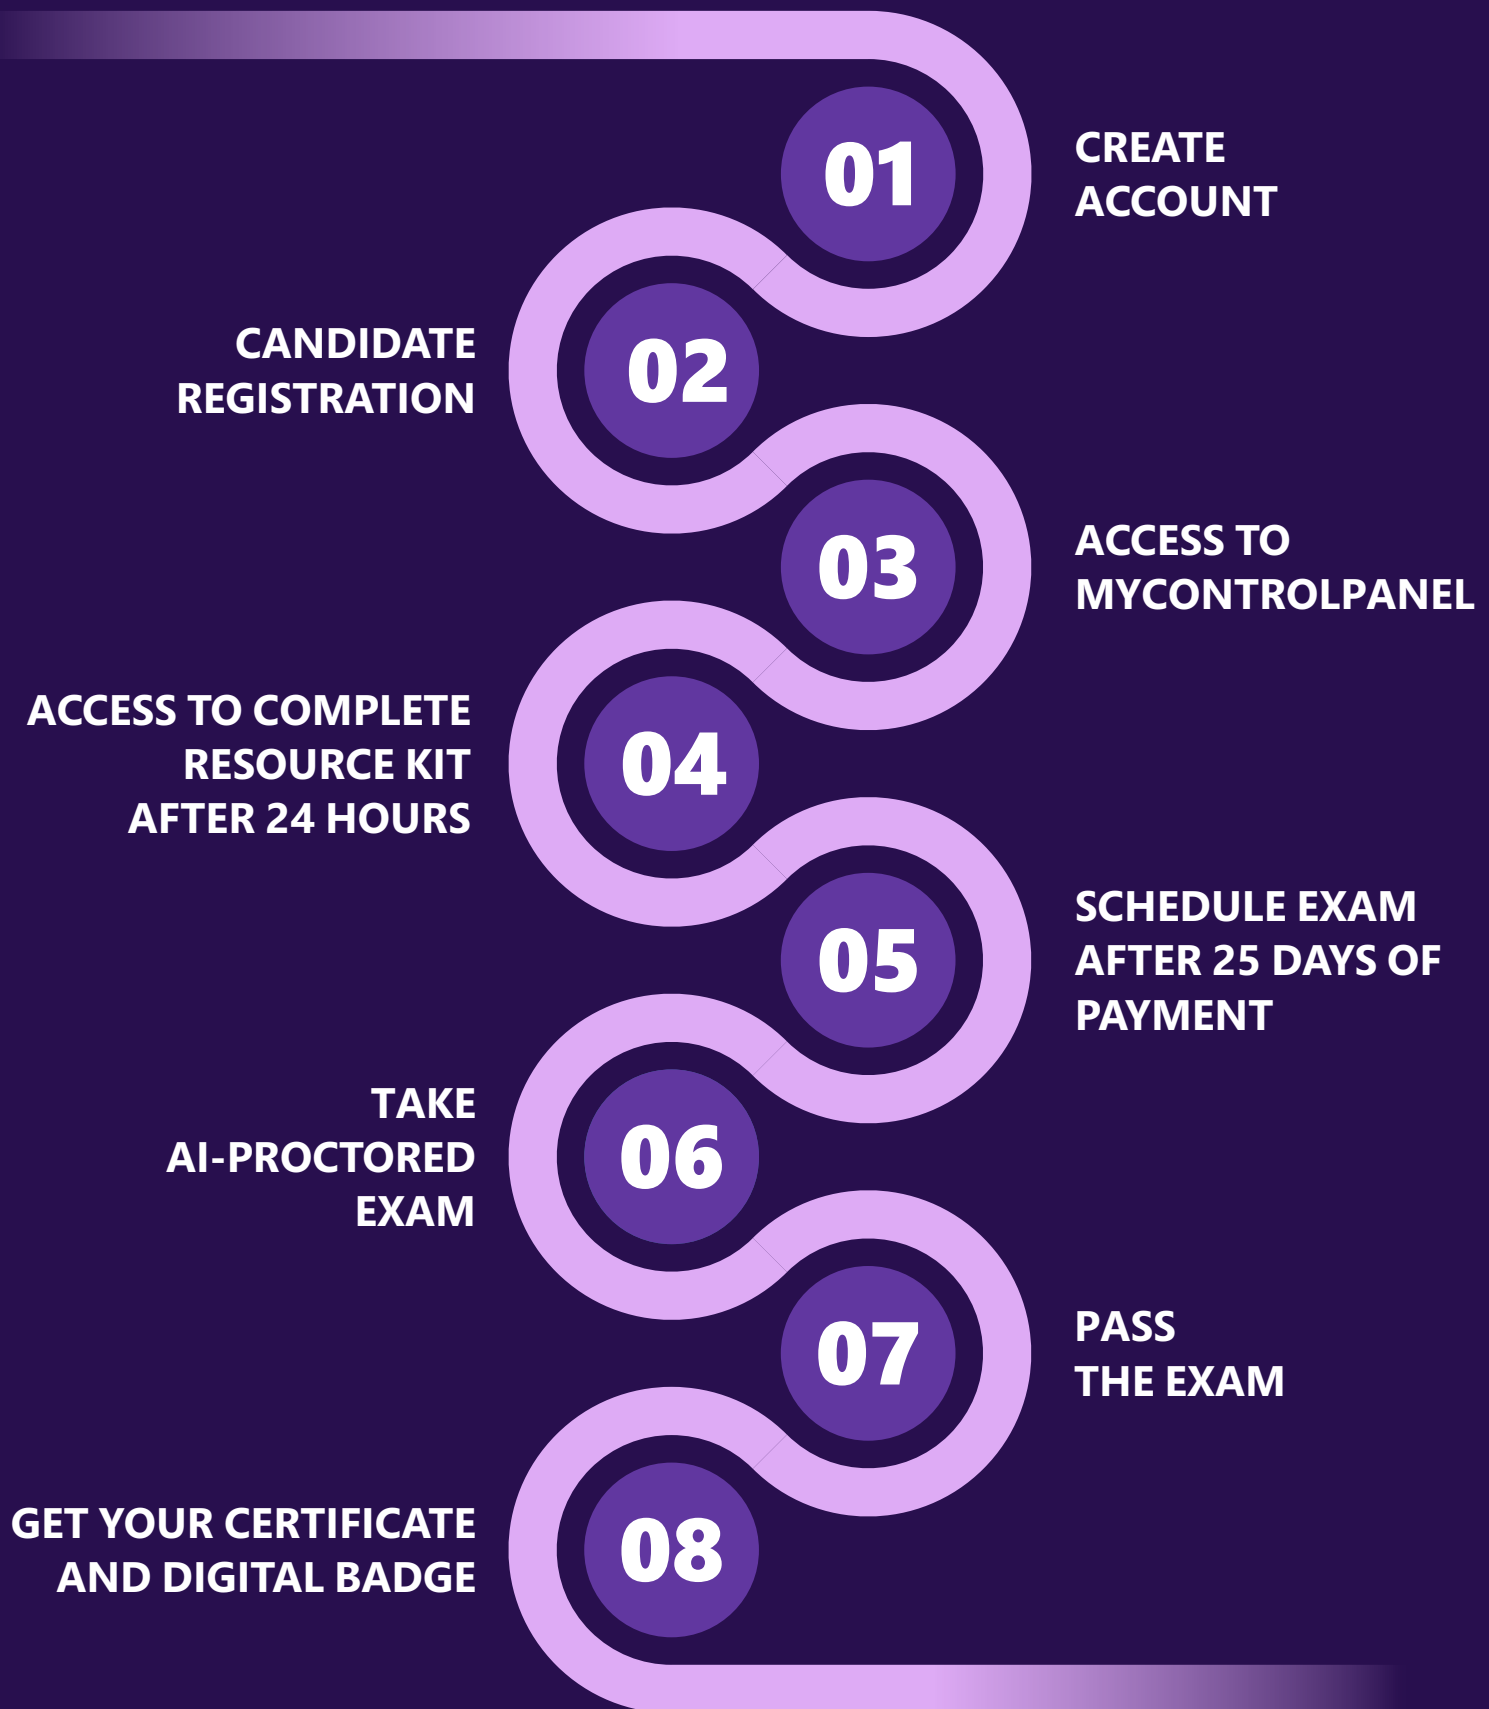 01
CREATE
ACCOUNT
02
CANDIDATE
REGISTRATION
03
ACCESS TO
MYCONTROLPANEL
04
ACCESS TO COMPLETE
RESOURCE KIT
AFTER 24 HOURS
05
SCHEDULE EXAM
AFTER 25 DAYS OF
PAYMENT
06
TAKE
AI-PROCTORED
EXAM
07
PASS
THE EXAM
08
GET YOUR CERTIFICATE
AND DIGITAL BADGE